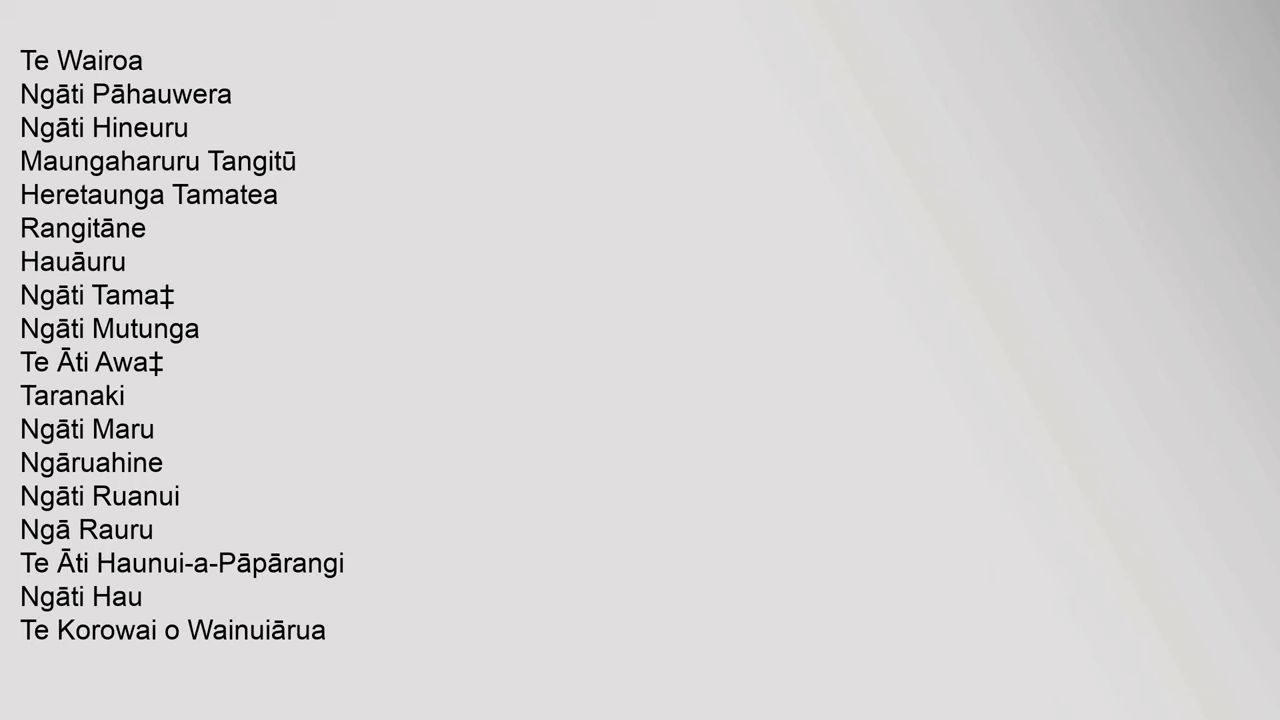 Te Wairoa
Ngāti Pāhauwera
Ngāti Hineuru
Maungaharuru Tangitū
Heretaunga Tamatea
Rangitāne
Hauāuru
Ngāti Tama‡
Ngāti Mutunga
Te Āti Awa‡
Taranaki
Ngāti Maru
Ngāruahine
Ngāti Ruanui
Ngā Rauru
Te Āti Haunui-a-Pāpārangi
Ngāti Hau
Te Korowai o Wainuiārua